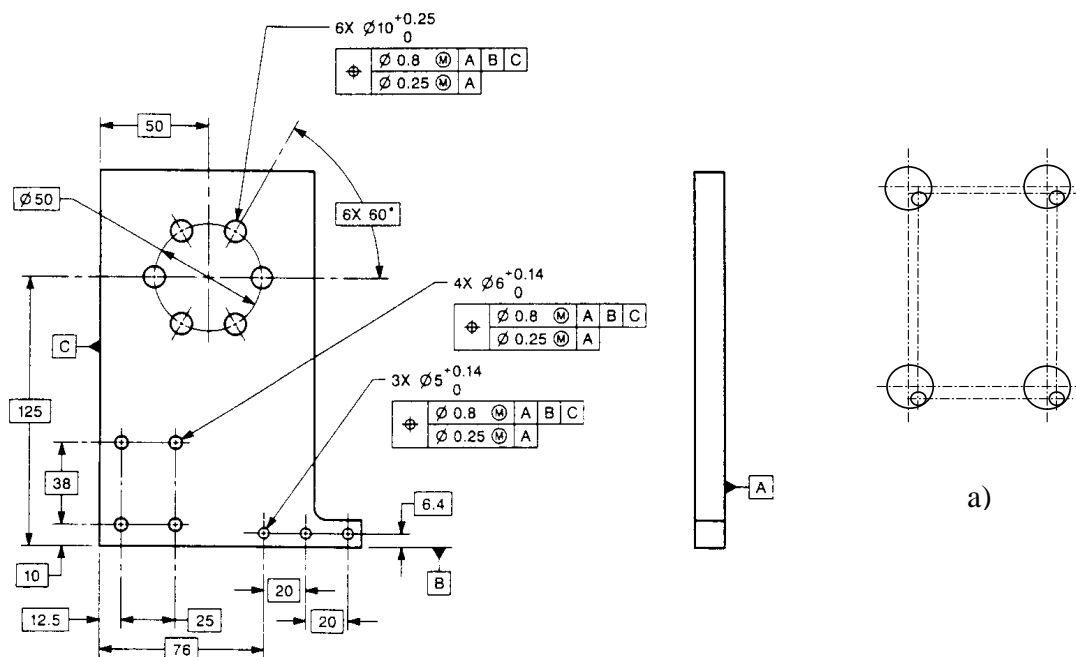 6X Ø10 +0.25
0
⌖ Ø 0.8 Ⓜ A B C
Ø 0.25 Ⓜ A
50
Ø 50
6X 60°
4X Ø6 +0.14
0
⌖ Ø 0.8 Ⓜ A B C
Ø 0.25 Ⓜ A
C
3X Ø5 +0.14
0
⌖ Ø 0.8 Ⓜ A B C
Ø 0.25 Ⓜ A
125
38
6.4
A
a)
10
B
20
12.5
25
20
76